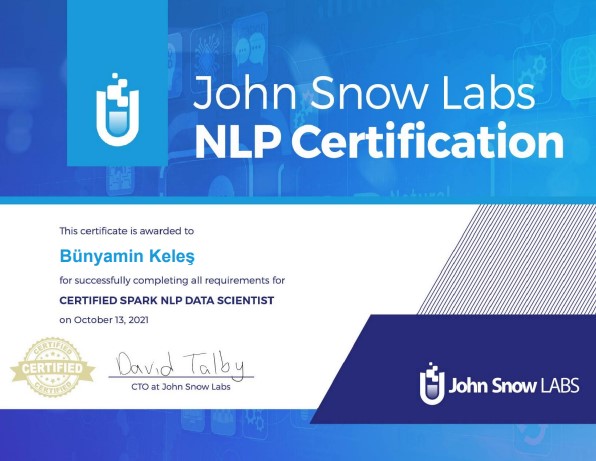 John Snow Labs
NLP Certification
This certificate is awarded to
Bünyamin Keleş
for successfully completing all requirements for
CERTIFIED SPARK NLP DATA SCIENTIST
on October 13, 2021
CERTIFIED
CERTIFIED
CERTIFIED
David Talby
CTO at John Snow Labs
John Snow LABS